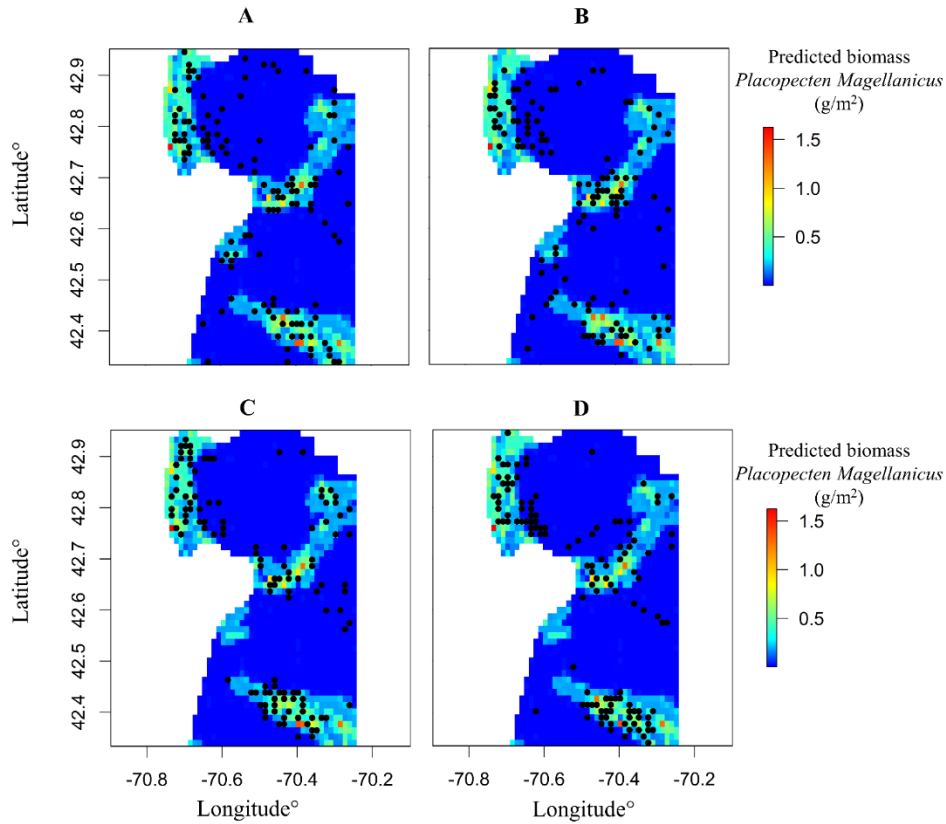 A
B
Predicted biomass
Placopecten Magellanicus
(g/m²)
1.5
1.0
0.5
Latitude°
42.9
42.8
42.7
42.6
42.5
42.4
C
D
Predicted biomass
Placopecten Magellanicus
(g/m²)
1.5
1.0
0.5
Latitude°
42.9
42.8
42.7
42.6
42.5
42.4
-70.8 -70.6 -70.4 -70.2
-70.8 -70.6 -70.4 -70.2
Longitude°
Longitude°